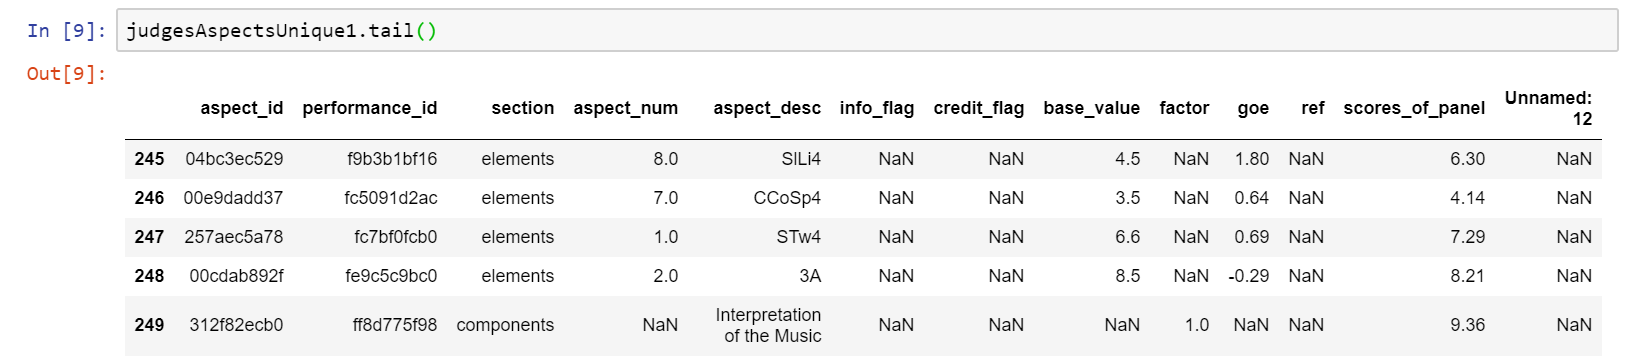 In [9]: judgesAspectsUnique1.tail()
Out[9]:
aspect_id performance_id section aspect_num aspect_desc info_flag credit_flag base_value factor goe ref scores_of_panel Unnamed: 12
245 04bc3ec529 f9b3b1bf16 elements 8.0 SlLi4 NaN NaN 4.5 NaN 1.80 NaN 6.30 NaN
246 00e9dadd37 fc5091d2ac elements 7.0 CCoSp4 NaN NaN 3.5 NaN 0.64 NaN 4.14 NaN
247 257aec5a78 fc7bf0fcb0 elements 1.0 STw4 NaN NaN 6.6 NaN 0.69 NaN 7.29 NaN
248 00cdab892f fe9c5c9bc0 elements 2.0 3A NaN NaN 8.5 NaN -0.29 NaN 8.21 NaN
249 312f82ecb0 ff8d775f98 components NaN Interpretation of the Music NaN NaN NaN 1.0 NaN NaN 9.36 NaN